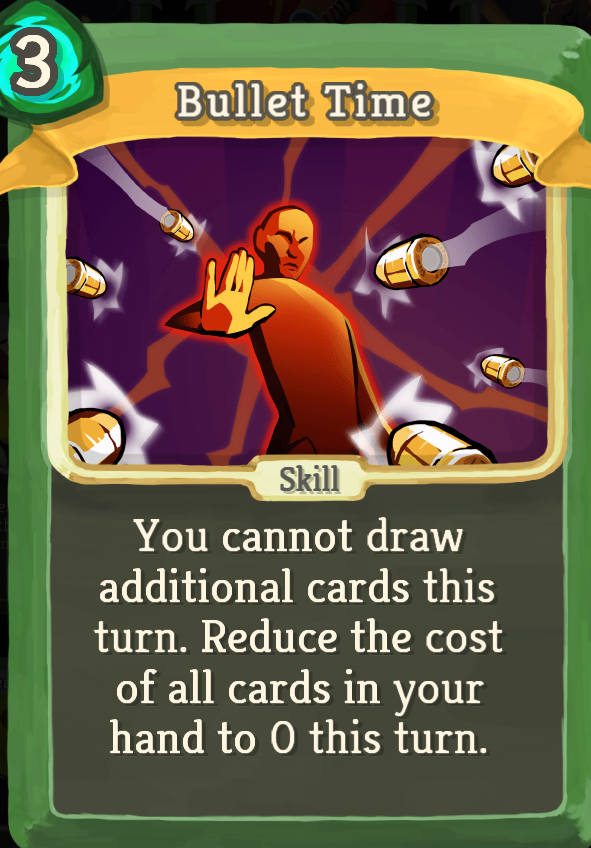 3
Bullet Time
Skill
You cannot draw
additional cards this
turn. Reduce the cost
of all cards in your
hand to 0 this turn.